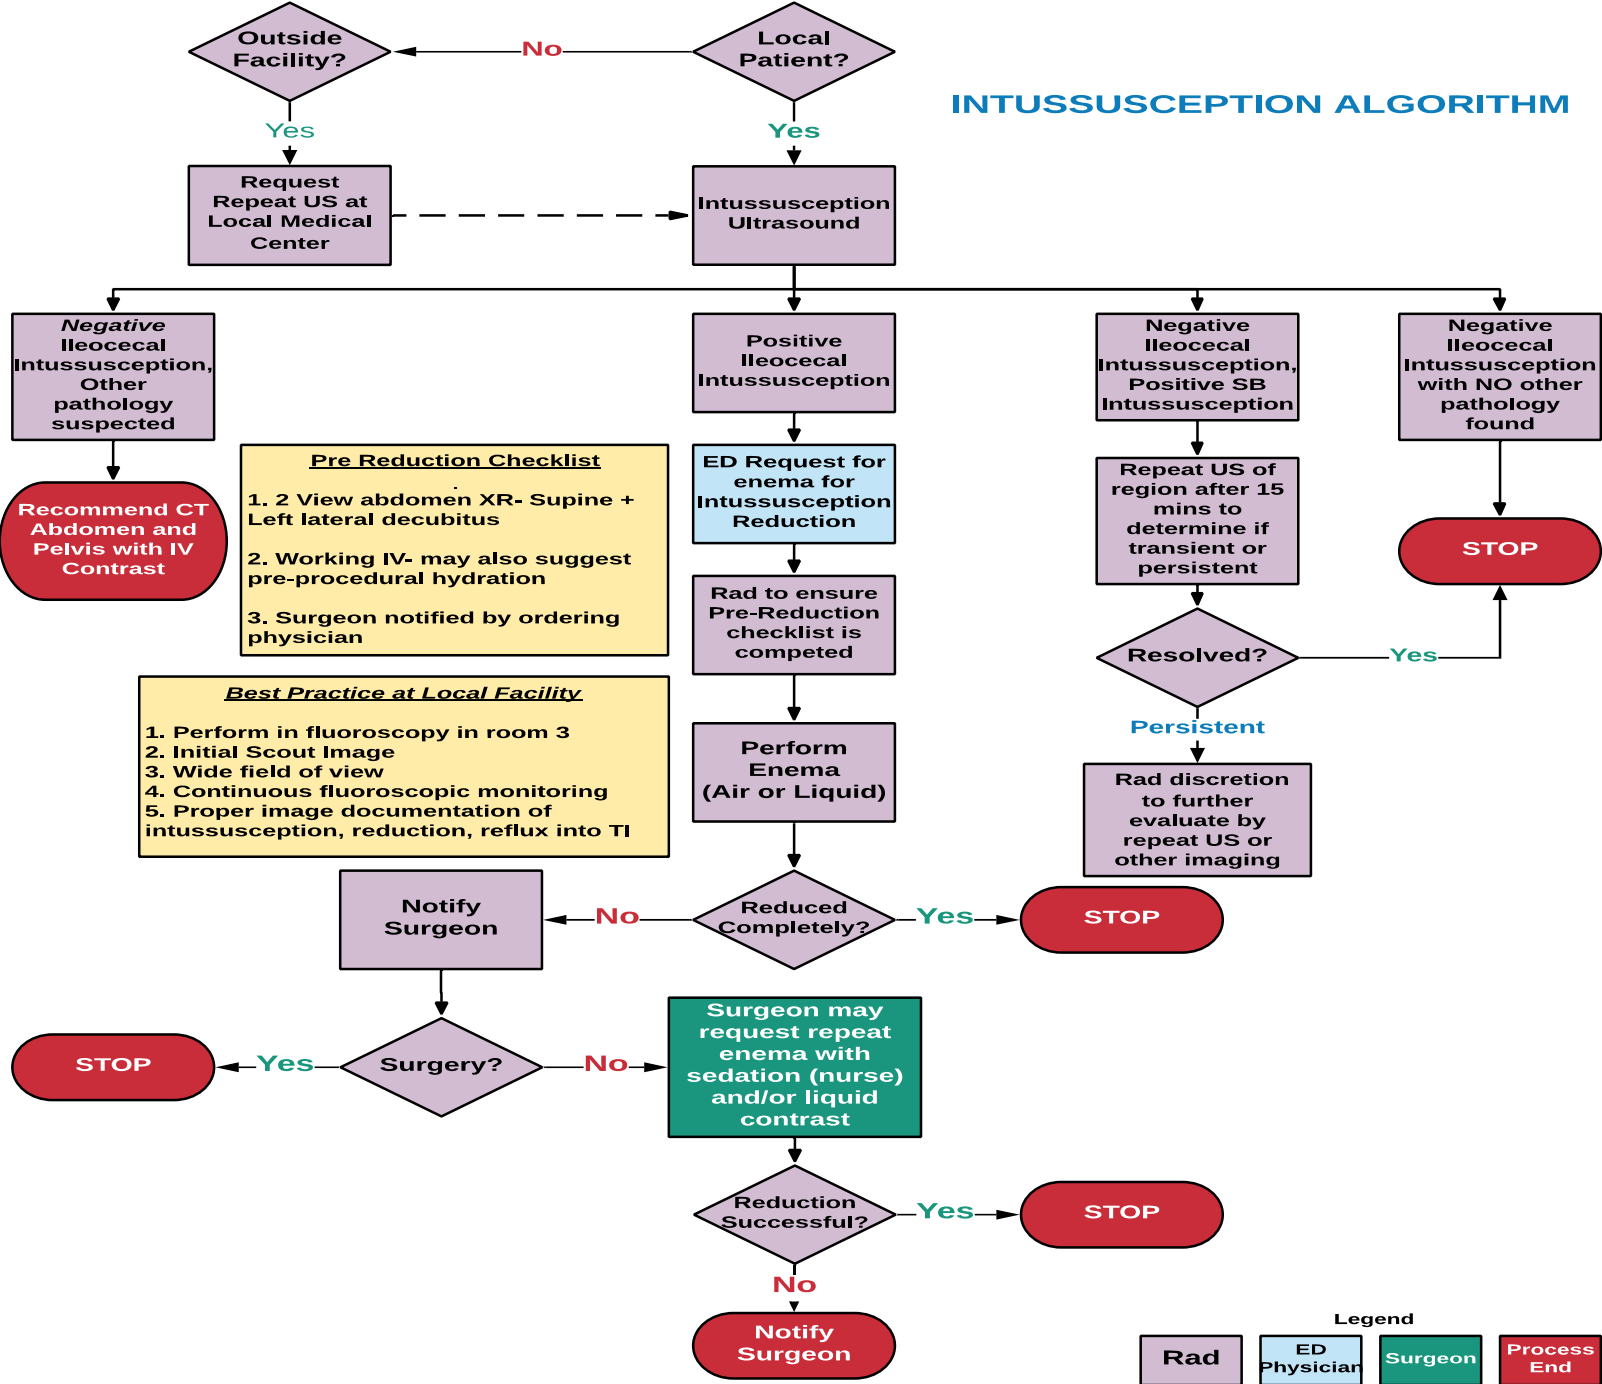 Outside
Facility?
No
Local
Patient?
INTUSSUSCEPTION ALGORITHM
Yes
Yes
Request
Repeat US at
Local Medical
Center
Intussusception
Ultrasound
Negative
Ileocecal
Intussusception,
Other
pathology
suspected
Positive
Ileocecal
Intussusception
Negative
Ileocecal
Intussusception,
Positive SB
Intussusception
Negative
Ileocecal
Intussusception
with NO other
pathology
found
Recommend CT
Abdomen and
Pelvis with IV
Contrast
Pre Reduction Checklist
.
1. 2 View abdomen XR- Supine +
Left lateral decubitus
2. Working IV- may also suggest
pre-procedural hydration
3. Surgeon notified by ordering
physician
ED Request for
enema for
Intussusception
Reduction
Repeat US of
region after 15
mins to
determine if
transient or
persistent
STOP
Rad to ensure
Pre-Reduction
checklist is
competed
Resolved?
Yes
Best Practice at Local Facility
1. Perform in fluoroscopy in room 3
2. Initial Scout Image
3. Wide field of view
4. Continuous fluoroscopic monitoring
5. Proper image documentation of
intussusception, reduction, reflux into TI
Perform
Enema
(Air or Liquid)
Persistent
Rad discretion
to further
evaluate by
repeat US or
other imaging
Notify
Surgeon
No
Reduced
Completely?
Yes
STOP
STOP
Yes
Surgery?
No
Surgeon may
request repeat
enema with
sedation (nurse)
and/or liquid
contrast
Reduction
Successful?
Yes
STOP
No
Notify
Surgeon
Legend
Rad
ED
Physician
Surgeon
Process
End